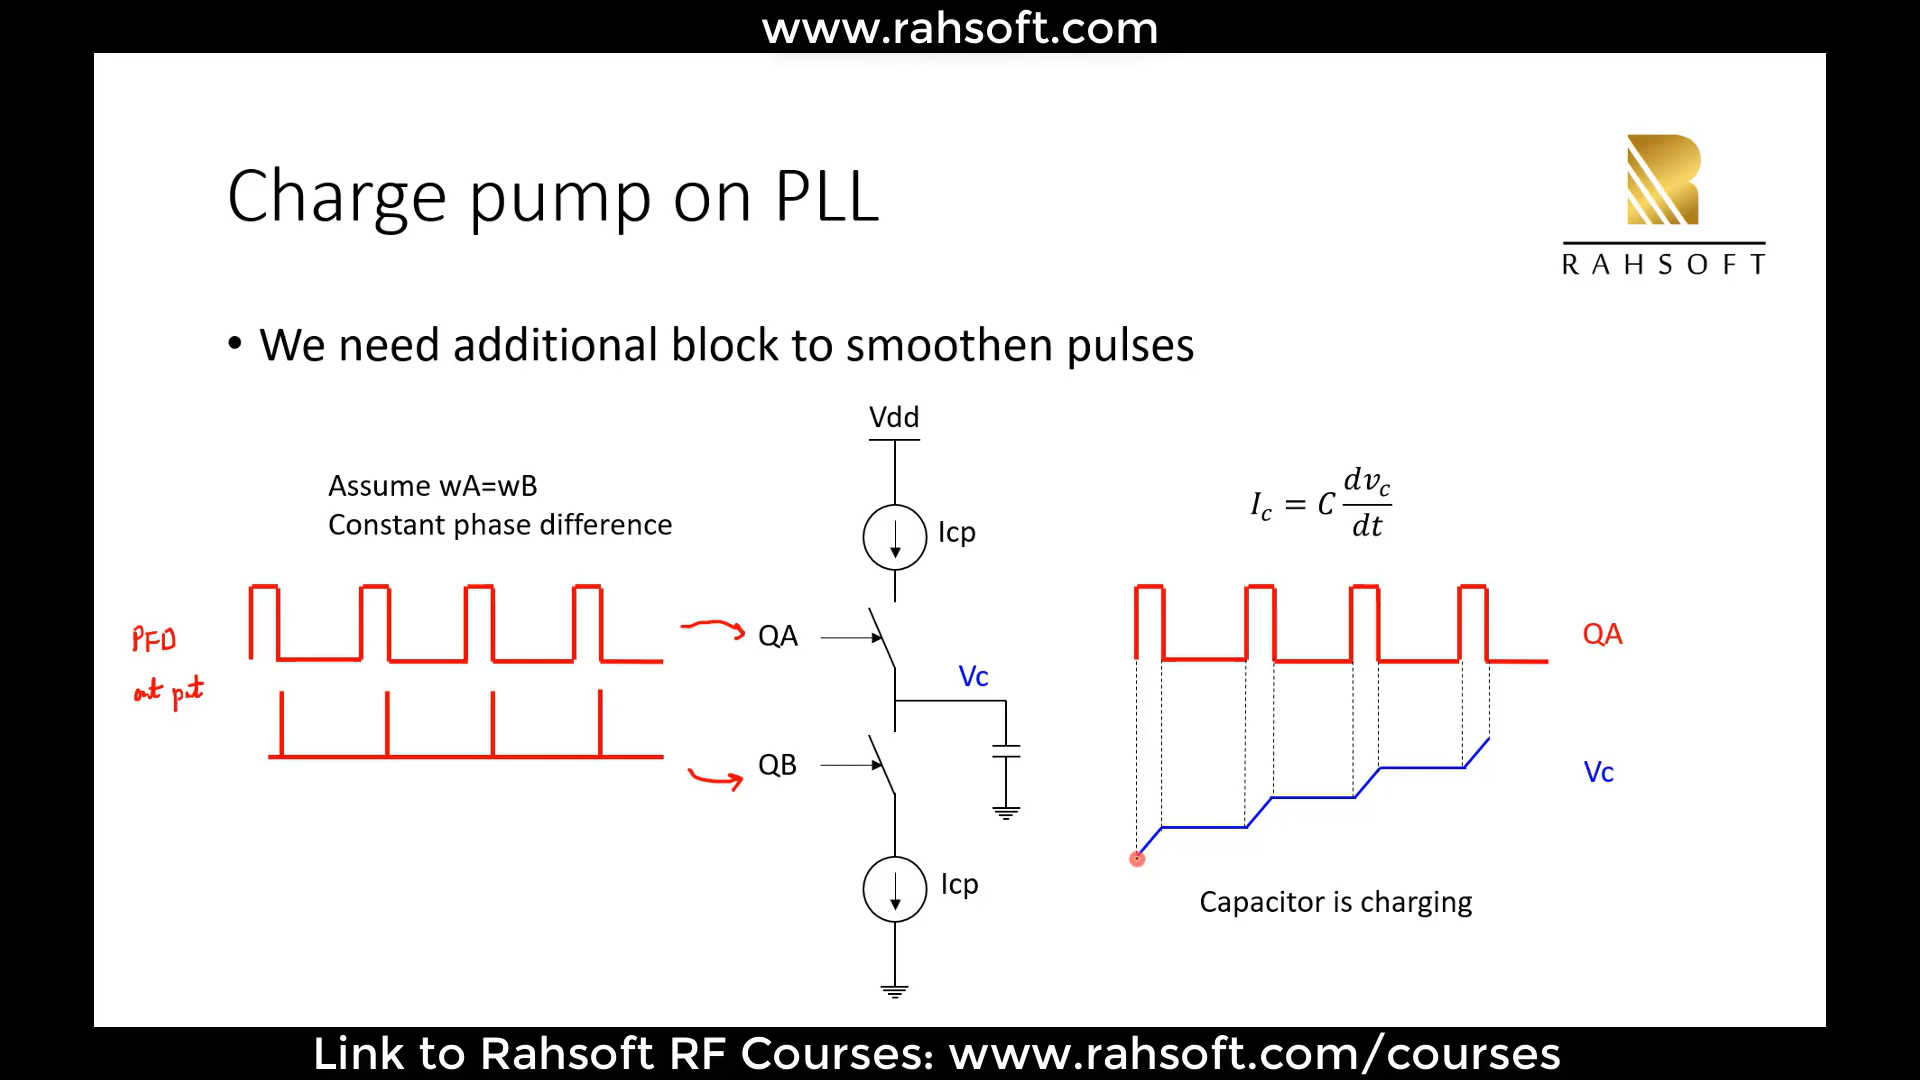 www.rahsoft.com
Charge pump on PLL
RAHSOFT
• We need additional block to smoothen pulses
Vdd
Assume wA=wB
Constant phase difference
Icp
I_c = C dv_c/dt
PFD
output
QA
QA
Vc
QB
Vc
Icp
Capacitor is charging
Link to Rahsoft RF Courses: www.rahsoft.com/courses